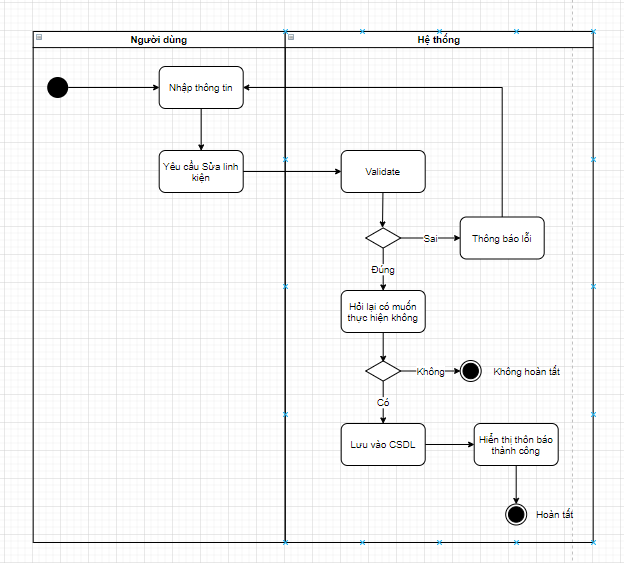 Người dùng
Hệ thống
Nhập thông tin
Yêu cầu Sửa linh
kiện
Validate
Sai
Thông báo lỗi
Đúng
Hỏi lại có muốn
thực hiện không
Không
Không hoàn tất
Có
Lưu vào CSDL
Hiển thị thôn báo
thành công
Hoàn tất